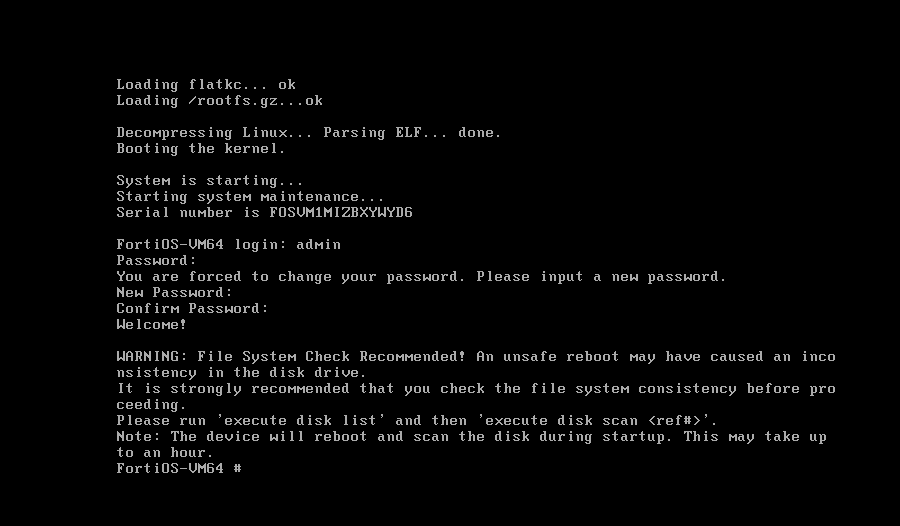 Loading flatkc... ok
Loading /rootfs.gz...ok
Decompressing Linux... Parsing ELF... done.
Booting the kernel.
System is starting...
Starting system maintenance...
Serial number is FOSVM1MIZBXYWYD6
FortiOS-VM64 login: admin
Password:
You are forced to change your password. Please input a new password.
New Password:
Confirm Password:
Welcome!
WARNING: File System Check Recommended! An unsafe reboot may have caused an inco
nsistency in the disk drive.
It is strongly recommended that you check the file system consistency before pro
ceeding.
Please run 'execute disk list' and then 'execute disk scan <ref#>'.
Note: The device will reboot and scan the disk during startup. This may take up
to an hour.
FortiOS-VM64 #